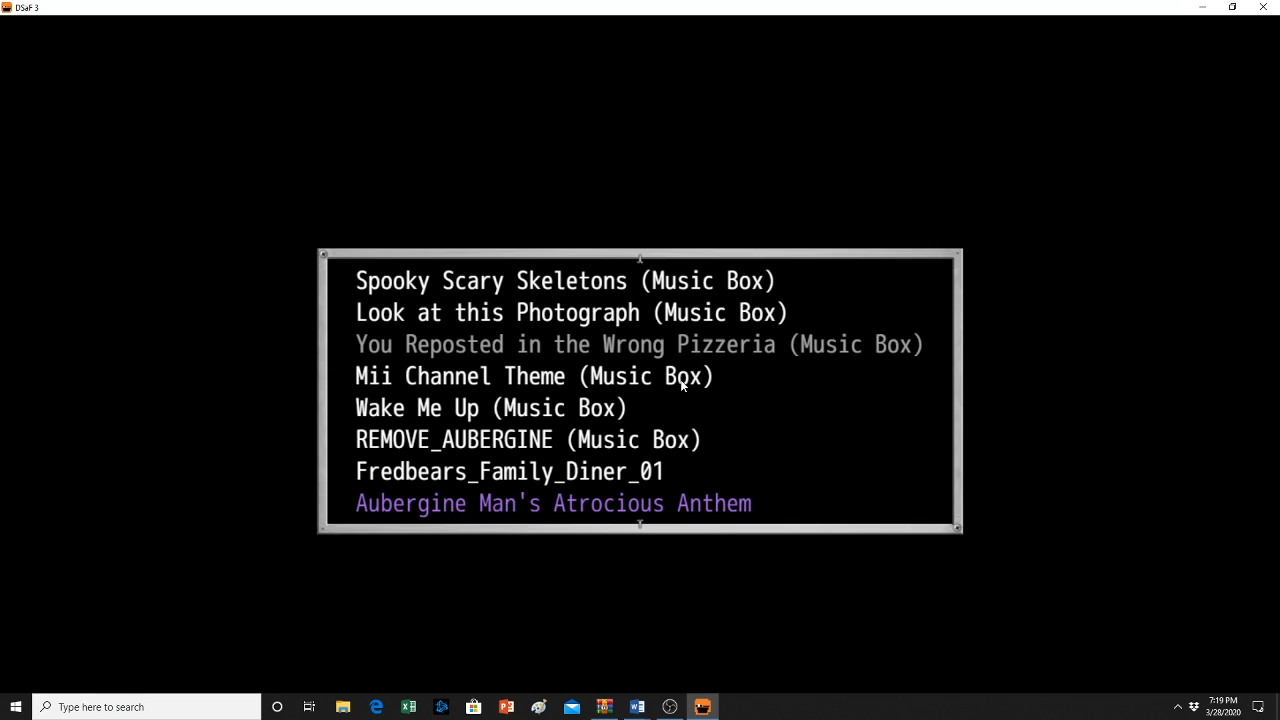 DSaF 3
Spooky Scary Skeletons (Music Box)
Look at this Photograph (Music Box)
You Reposted in the Wrong Pizzeria (Music Box)
Mii Channel Theme (Music Box)
Wake Me Up (Music Box)
REMOVE_AUBERGINE (Music Box)
Fredbears_Family_Diner_01
Aubergine Man's Atrocious Anthem
Type here to search
7:19 PM
3/28/2020